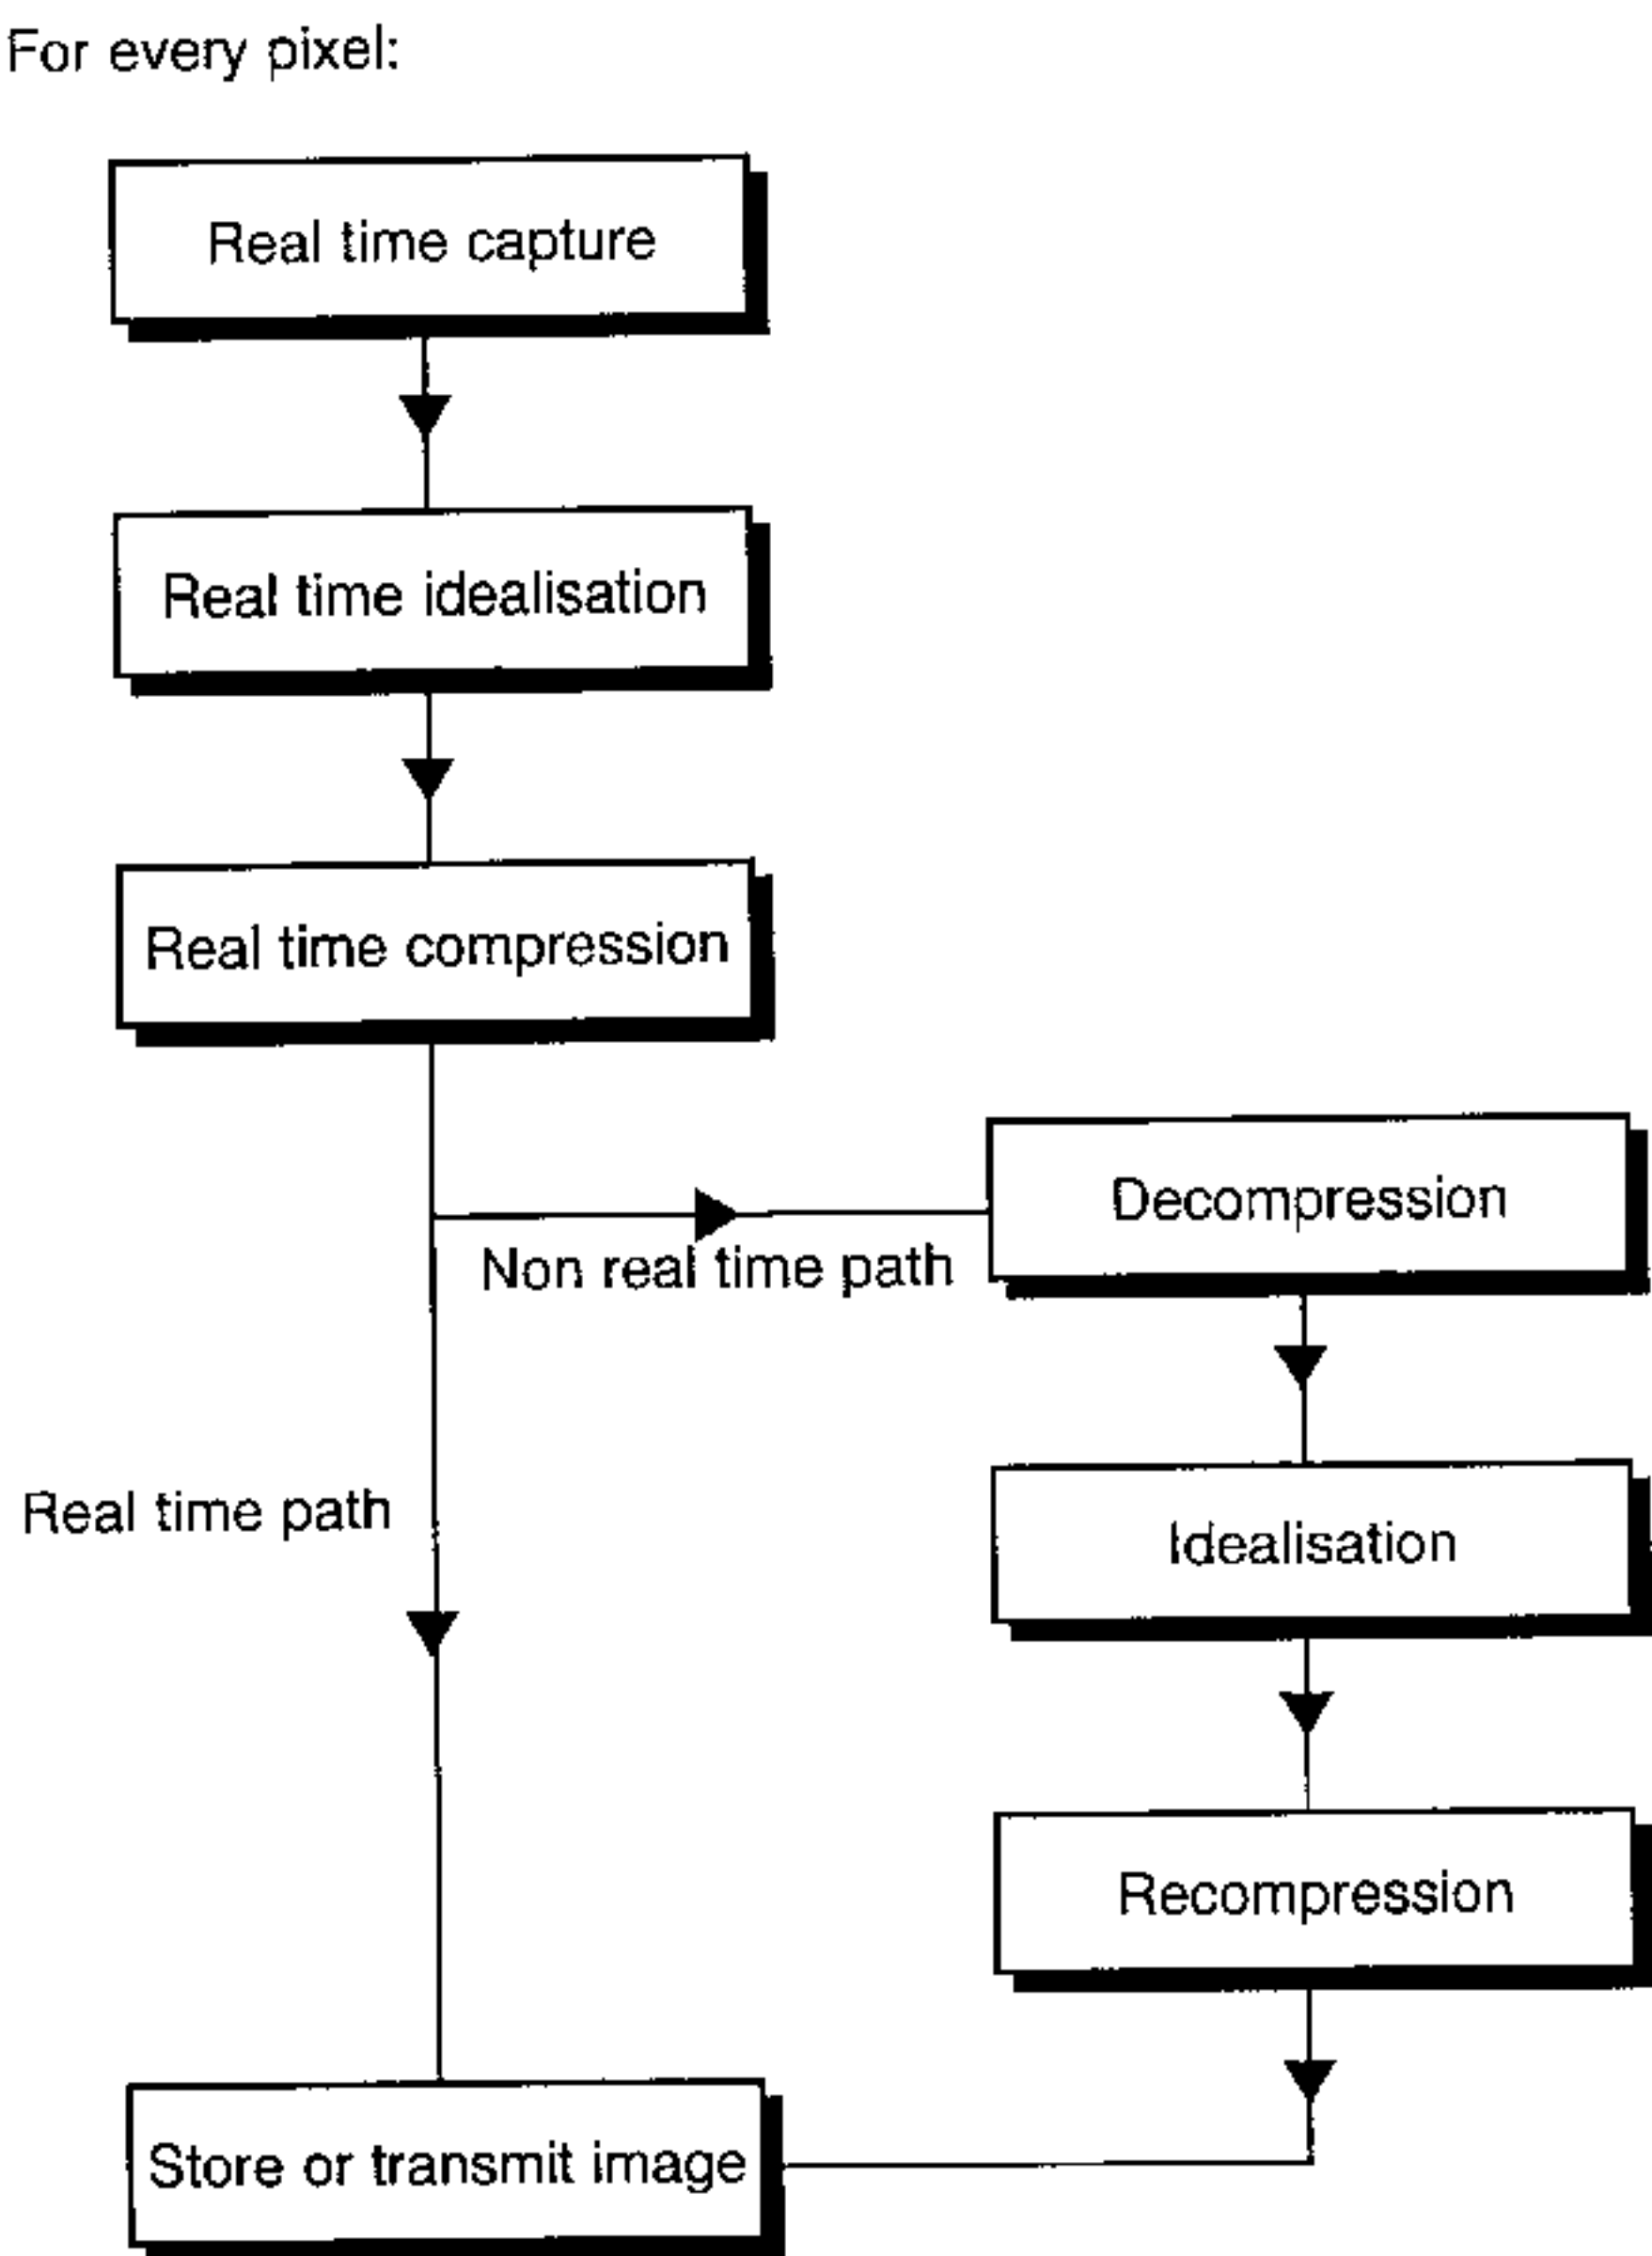 For every pixel:
Real time capture
Real time idealisation
Real time compression
Decompression
Non real time path
Real time path
Idealisation
Recompression
Store or transmit image